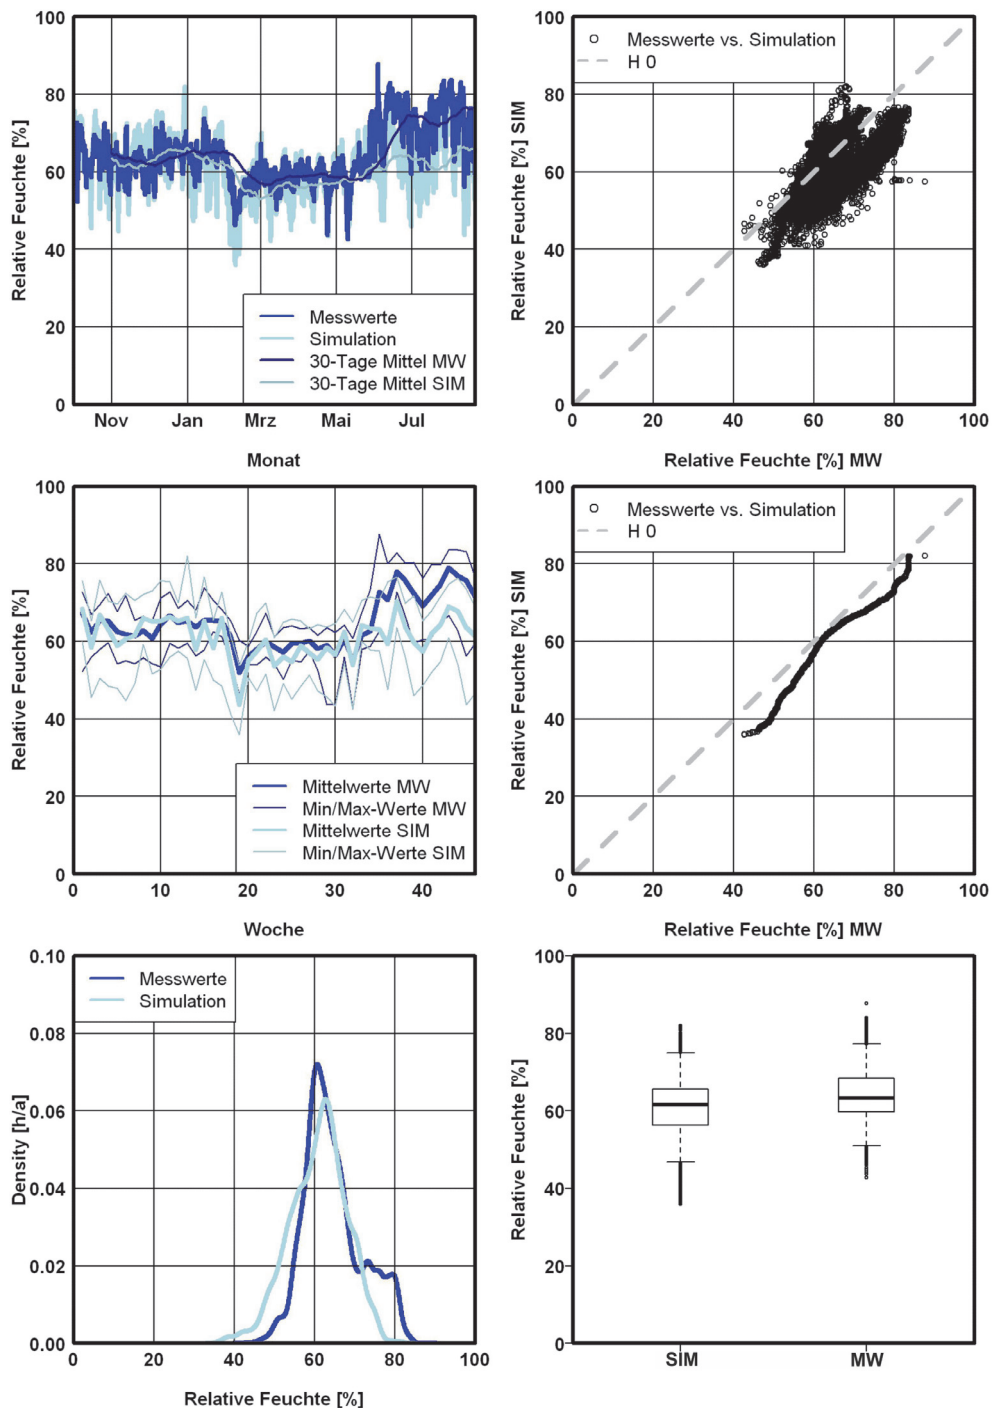 100
80
60
40
20
0
Relative Feuchte [%]
Messwerte
Simulation
30-Tage Mittel MW
30-Tage Mittel SIM
Nov Jan Mrz Mai Jul
Monat
100
80
60
40
20
0
Relative Feuchte [%] SIM
Messwerte vs. Simulation
H 0
0 40 60 80 100
Relative Feuchte [%] MW
100
80
60
40
20
0
Relative Feuchte [%]
Mittelwerte MW
Min/Max-Werte MW
Mittelwerte SIM
Min/Max-Werte SIM
0 10 20 30 40
Woche
100
80
60
40
20
0
Relative Feuchte [%] SIM
Messwerte vs. Simulation
H 0
0 40 60 80 100
Relative Feuchte [%] MW
0.10
0.08
0.06
0.04
0.02
0.00
Density [h/a]
Messwerte
Simulation
0 20 40 60 80 100
Relative Feuchte [%]
100
80
60
40
20
0
Relative Feuchte [%]
SIM MW